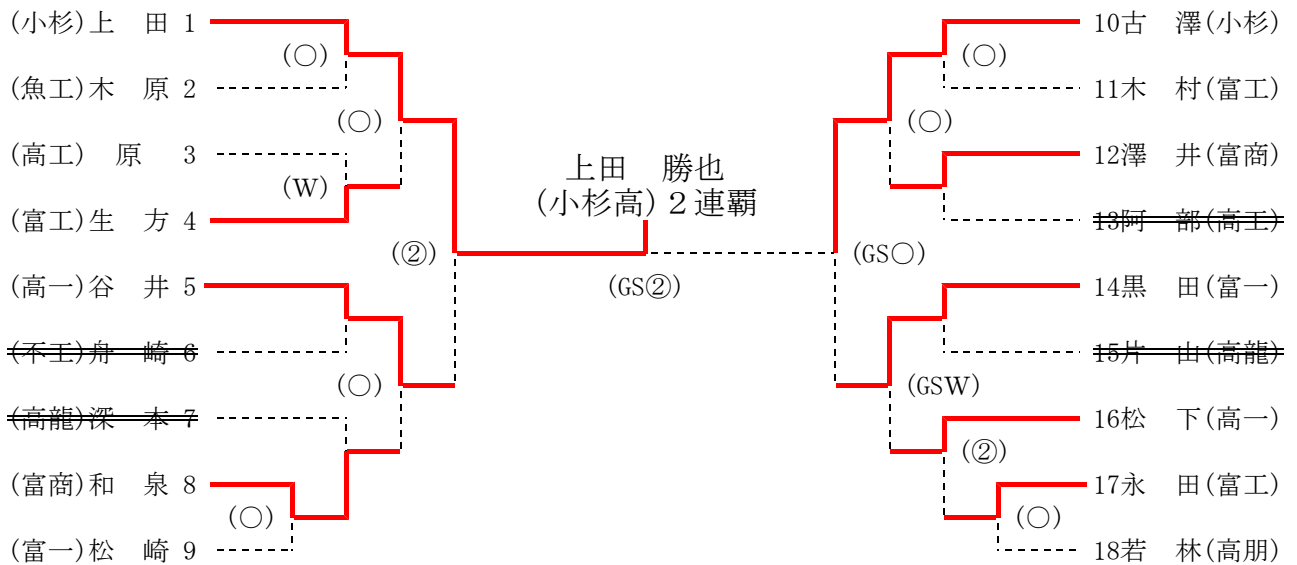 (小杉)上　田 1
(魚工)木　原 2
(高工) 原　 3
(富工)生　方 4
(高一)谷　井 5
(不工)舟　崎 6
(高龍)深　本 7
(富商)和　泉 8
(富一)松　崎 9
(○)
(○)
(W)
(②)
(○)
(○)
上田　勝也
(小杉高)２連覇
(GS②)
(○)
(○)
(GS○)
(GSW)
(②)
(○)
10古　澤(小杉)
11木　村(富工)
12澤　井(富商)
13阿　部(高工)
14黒　田(富一)
15片　山(高龍)
16松　下(高一)
17永　田(富工)
18若　林(高朋)